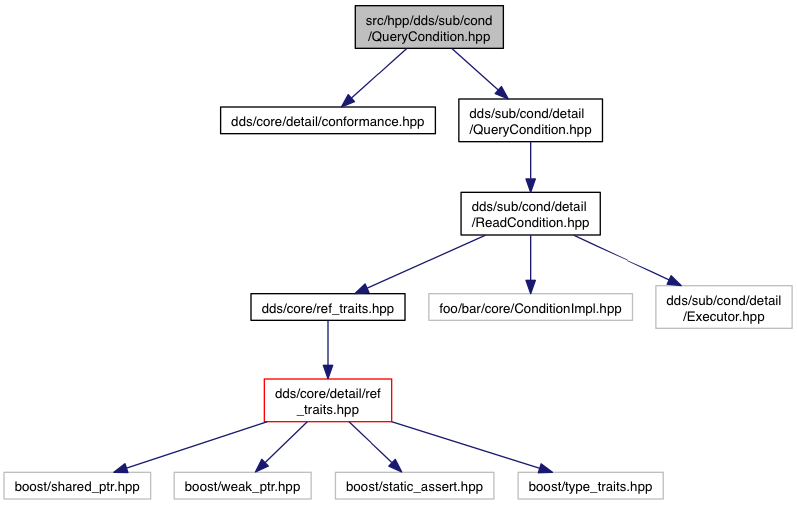 src/hpp/dds/sub/cond
/QueryCondition.hpp
dds/core/detail/conformance.hpp
dds/sub/cond/detail
/QueryCondition.hpp
dds/sub/cond/detail
/ReadCondition.hpp
dds/core/ref_traits.hpp
foo/bar/core/ConditionImpl.hpp
dds/sub/cond/detail
/Executor.hpp
dds/core/detail/ref
_traits.hpp
boost/shared_ptr.hpp
boost/weak_ptr.hpp
boost/static_assert.hpp
boost/type_traits.hpp